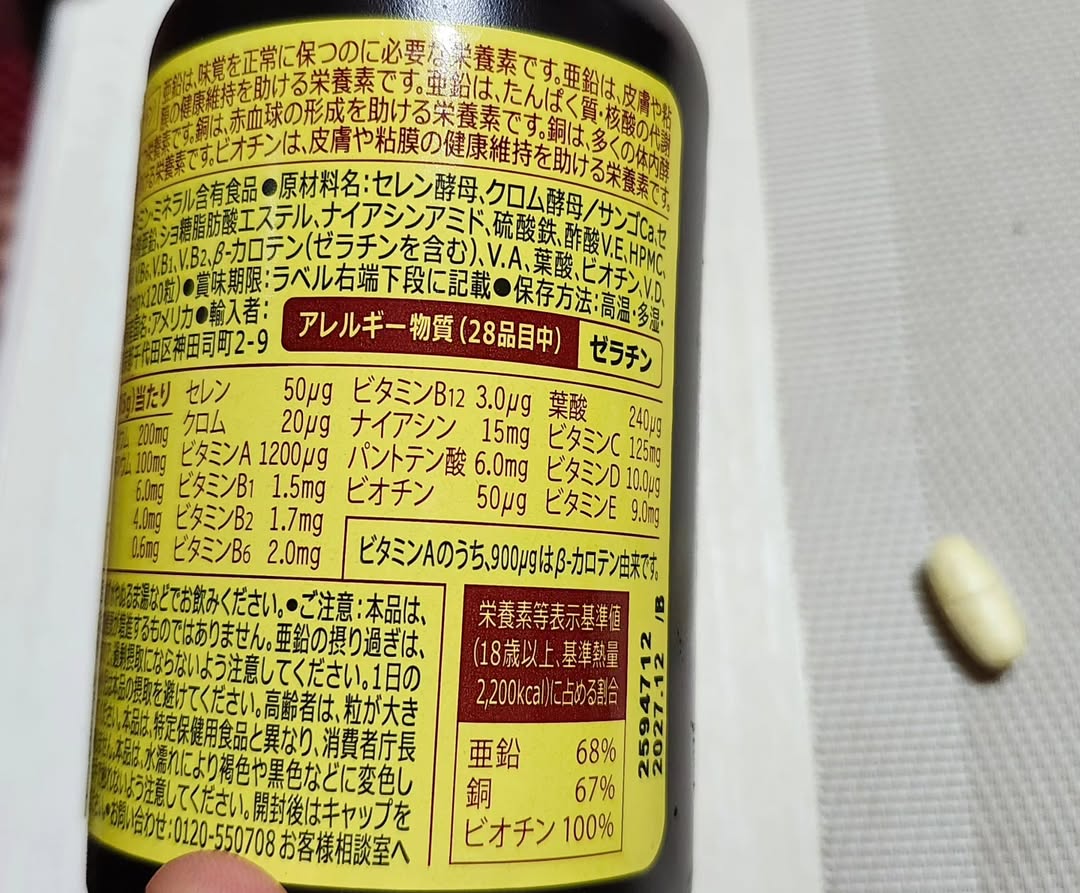 亜鉛は、味覚を正常に保つのに必要な栄養素です。亜鉛は、皮膚や粘
膜の健康維持を助ける栄養素です。亜鉛は、たんぱく質・核酸の代謝
栄養素です。銅は、赤血球の形成を助ける栄養素です。銅は、多くの体内酵
ける栄養素です。ビオチンは、皮膚や粘膜の健康維持を助ける栄養素です。
ミン・ミネラル含有食品●原材料名:セレン酵母、クロム酵母/サンゴCa、セ
亜鉛、ショ糖脂肪酸エステル、ナイアシンアミド、硫酸鉄、酢酸V.E、HPMC、
V.B6、V.B1、V.B2、β-カロテン(ゼラチンを含む)、V.A、葉酸、ビオチン、V.D、
×120粒)●賞味期限:ラベル右端下段に記載●保存方法:高温・多湿・
アメリカ●輸入者:
千代田区神田司町2-9
アレルギー物質(28品目中) ゼラチン
当たり
200mg
100mg
6.0mg
4.0mg
0.6mg
セレン 50μg
クロム 20μg
ビタミンA 1200μg
ビタミンB1 1.5mg
ビタミンB2 1.7mg
ビタミンB6 2.0mg
ビタミンB12 3.0μg
ナイアシン 15mg
パントテン酸 6.0mg
ビオチン 50μg
葉酸 240μg
ビタミンC 125mg
ビタミンD 10.0μg
ビタミンE 9.0mg
ビタミンAのうち、900μgはβ-カロテン由来です。
ぬるま湯などでお飲みください。●ご注意:本品は、
増進するものではありません。亜鉛の摂り過ぎは、
過剰摂取にならないよう注意してください。1日の
本品の摂取を避けてください。高齢者は、粒が大き
本品は、特定保健用食品と異なり、消費者庁長
本品は、水濡れにより褐色や黒色などに変色し
ないよう注意してください。開封後はキャップを
●お問い合わせ:0120-550708 お客様相談室へ
栄養素等表示基準値
(18歳以上、基準熱量
2,200kcal)に占める割合
亜鉛 68%
銅 67%
ビオチン 100%
2594712
2027.12 IB